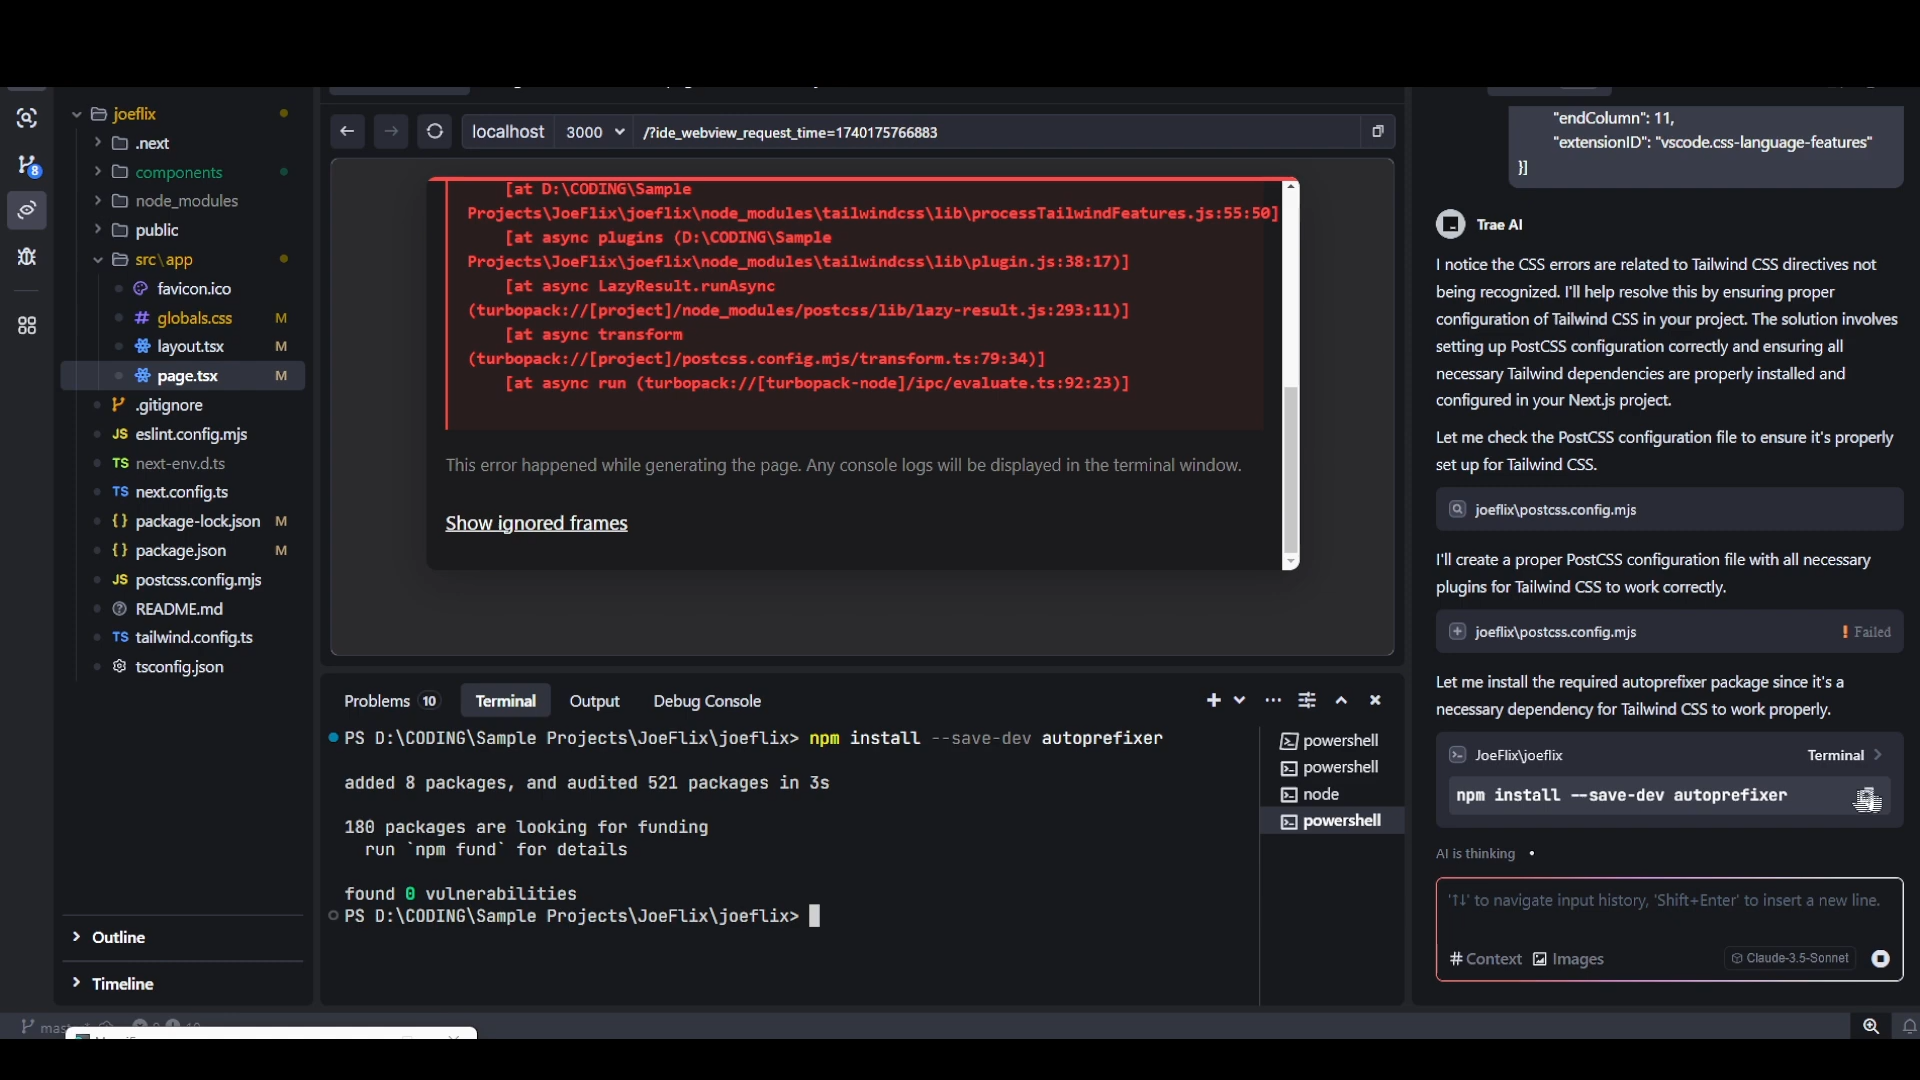 joeflix
.next
components
node_modules
public
src\app
favicon.ico
# globals.css M
layout.tsx M
page.tsx M
.gitignore
JS eslint.config.mjs
TS next-env.d.ts
TS next.config.ts
{} package-lock.json M
{} package.json M
JS postcss.config.mjs
README.md
TS tailwind.config.ts
tsconfig.json
Outline
Timeline
8
localhost 3000 /?ide_webview_request_time=1740175766883
[at D:\CODING\Sample
Projects\JoeFlix\joeflix\node_modules\tailwindcss\lib\processTailwindFeatures.js:55:50]
[at async plugins (D:\CODING\Sample
Projects\JoeFlix\joeflix\node_modules\tailwindcss\lib\plugin.js:38:17)]
[at async LazyResult.runAsync
(turbopack://[project]/node_modules/postcss/lib/lazy-result.js:293:11)]
[at async transform
(turbopack://[project]/postcss.config.mjs/transform.ts:79:34)]
[at async run (turbopack://[turbopack-node]/ipc/evaluate.ts:92:23)]
This error happened while generating the page. Any console logs will be displayed in the terminal window.
Show ignored frames
Problems 10 Terminal Output Debug Console
PS D:\CODING\Sample Projects\JoeFlix\joeflix> npm install --save-dev autoprefixer
added 8 packages, and audited 521 packages in 3s
180 packages are looking for funding
run `npm fund` for details
found 0 vulnerabilities
PS D:\CODING\Sample Projects\JoeFlix\joeflix>
powershell
powershell
node
powershell
"endColumn": 11,
"extensionID": "vscode.css-language-features"
}]
Trae AI
I notice the CSS errors are related to Tailwind CSS directives not
being recognized. I'll help resolve this by ensuring proper
configuration of Tailwind CSS in your project. The solution involves
setting up PostCSS configuration correctly and ensuring all
necessary Tailwind dependencies are properly installed and
configured in your Next.js project.
Let me check the PostCSS configuration file to ensure it's properly
set up for Tailwind CSS.
joeflix\postcss.config.mjs
I'll create a proper PostCSS configuration file with all necessary
plugins for Tailwind CSS to work correctly.
joeflix\postcss.config.mjs ! Failed
Let me install the required autoprefixer package since it's a
necessary dependency for Tailwind CSS to work properly.
JoeFlix\joeflix Terminal
npm install --save-dev autoprefixer
AI is thinking
'↑↓' to navigate input history, 'Shift+Enter' to insert a new line.
# Context Images Claude-3.5-Sonnet